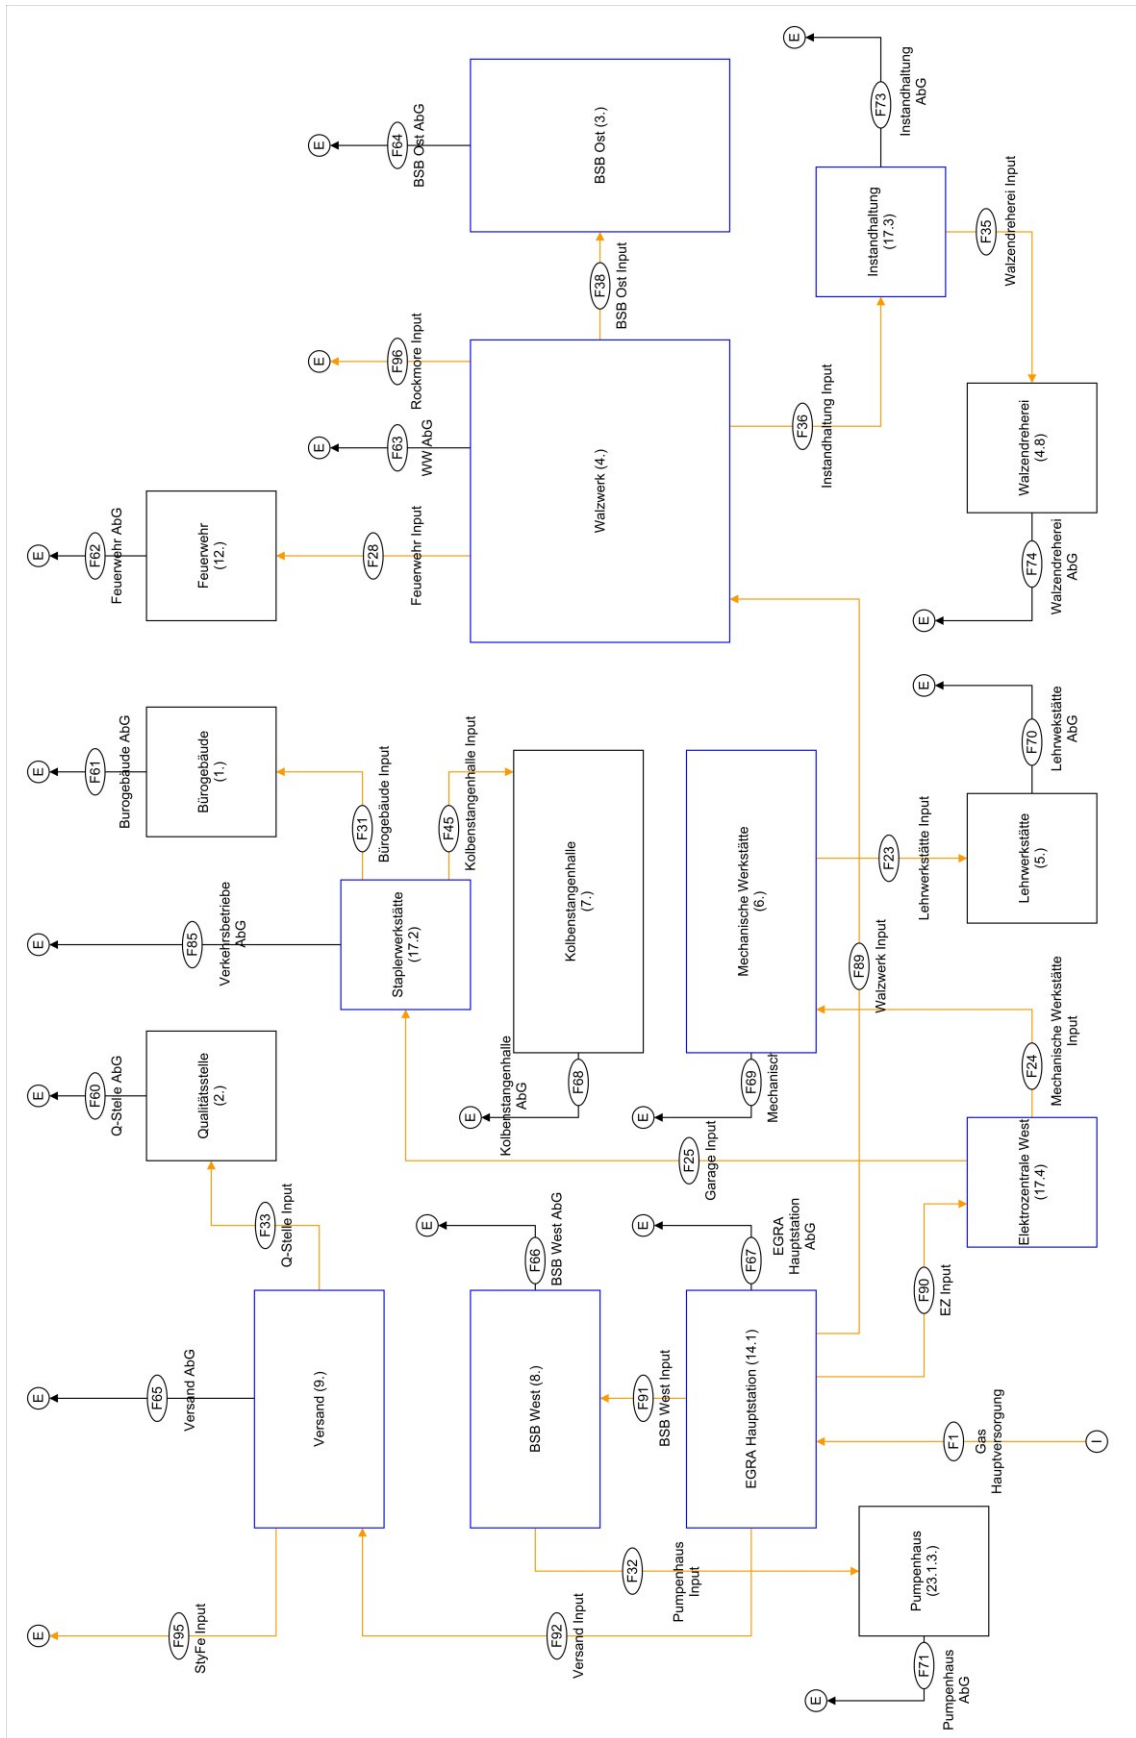 E
E
E
E
E
E
F60
Q-Stelle AbG
F61
Burogebäude AbG
F62
Feuerwehr AbG
F95
StyFe Input
F65
Versand AbG
F85
Verkehrsbetriebe
AbG
Qualitätsstelle
(2.)
Bürogebäude
(1.)
Feuerwehr
(12.)
F33
Q-Stelle Input
Versand (9.)
E
E
E
F31
Bürogebäude Input
F28
Feuerwehr Input
F63
WW AbG
F96
Rockmore Input
F64
BSB Ost AbG
Staplerwerkstätte
(17.2)
F45
Kolbenstangenhalle Input
E
E
Kolbenstangenhalle
AbG
F92
Versand Input
BSB West (8.)
F66
BSB West AbG
F68
Kolbenstangenhalle
(7.)
Walzwerk (4.)
F38
BSB Ost Input
BSB Ost (3.)
F32
Pumpenhaus
Input
F91
BSB West Input
E
E
F25
Garage Input
EGRA Hauptstation (14.1)
F67
EGRA
Hauptstation
AbG
F69
Mechanisch
Mechanische Werkstätte
(6.)
F36
Instandhaltung Input
E
E
F89
Walzwerk Input
F23
Lehrwerkstätte Input
Instandhaltung
(17.3)
F73
Instandhaltung
AbG
F71
Pumpenhaus
AbG
Pumpenhaus
(23.1.3.)
F1
Gas
Hauptversorgung
F90
EZ Input
E
E
F35
Walzendreherei Input
Elektrozentrale West
(17.4)
F24
Mechanische Werkstätte
Input
Lehrwerkstätte
(5.)
F70
Lehrwekstätte
AbG
F74
Walzendreherei
AbG
Walzendreherei
(4.8)
I